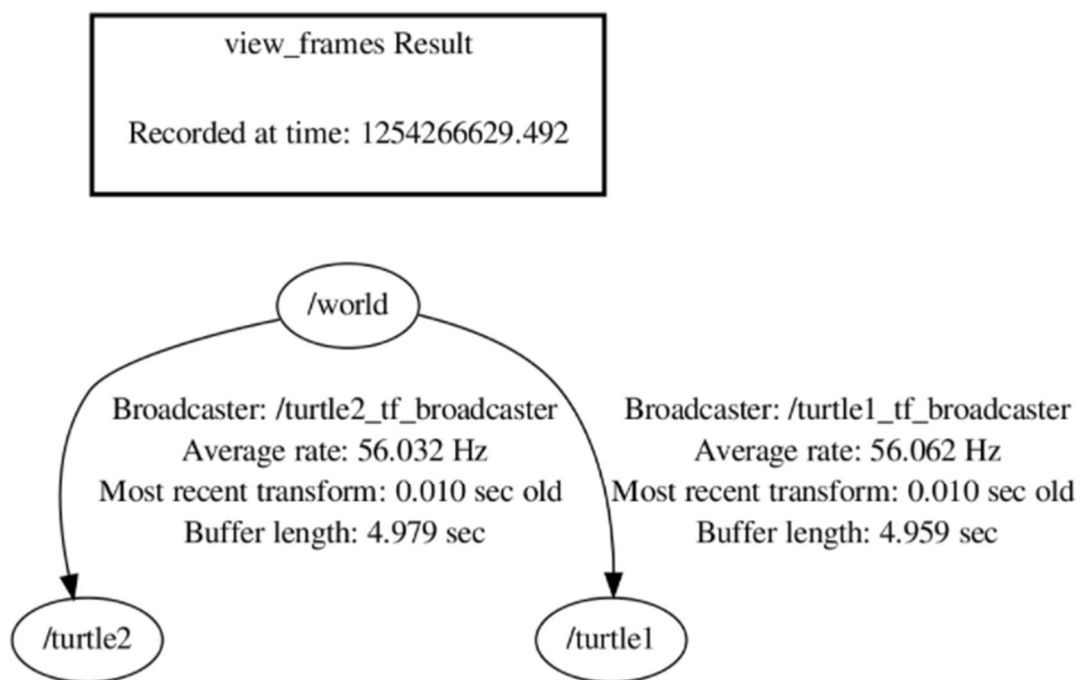 view_frames Result
Recorded at time: 1254266629.492
/world
Broadcaster: /turtle2_tf_broadcaster
Average rate: 56.032 Hz
Most recent transform: 0.010 sec old
Buffer length: 4.979 sec
Broadcaster: /turtle1_tf_broadcaster
Average rate: 56.062 Hz
Most recent transform: 0.010 sec old
Buffer length: 4.959 sec
/turtle2
/turtle1